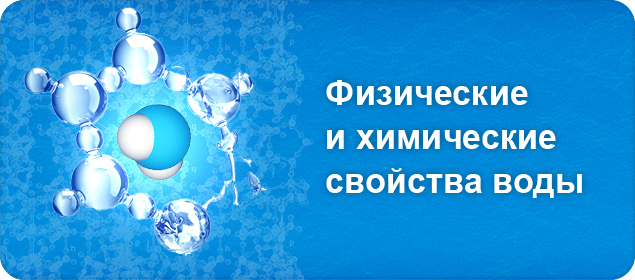 Физические
и химические
свойства воды